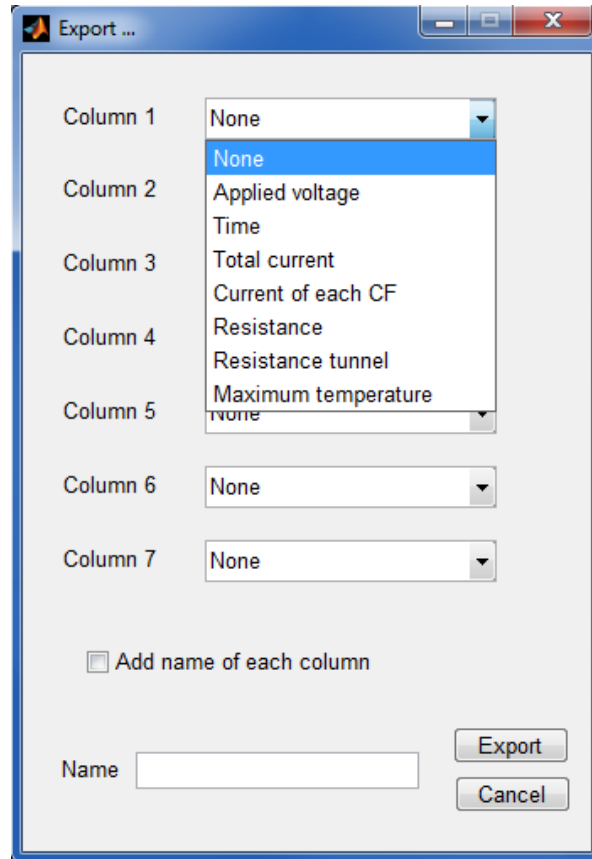 Export ...
Column 1 None
None
Applied voltage
Column 2
Time
Column 3 Total current
Current of each CF
Column 4 Resistance
Resistance tunnel
Maximum temperature
Column 5 None
Column 6 None
Column 7 None
Add name of each column
Export
Name
Cancel